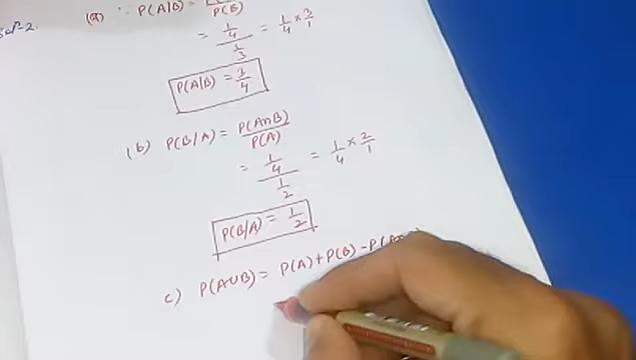 (a) ∵ P(A|B) = 
P(B)
= 1/4 / 1/3 = 1/4 × 3/1
P(A|B) = 3/4
(b) P(B/A) = P(A∩B)/P(A)
= 1/4 / 1/2 = 1/4 × 2/1
P(B/A) = 1/2
c) P(A∪B) = P(A) + P(B) - P(A∩